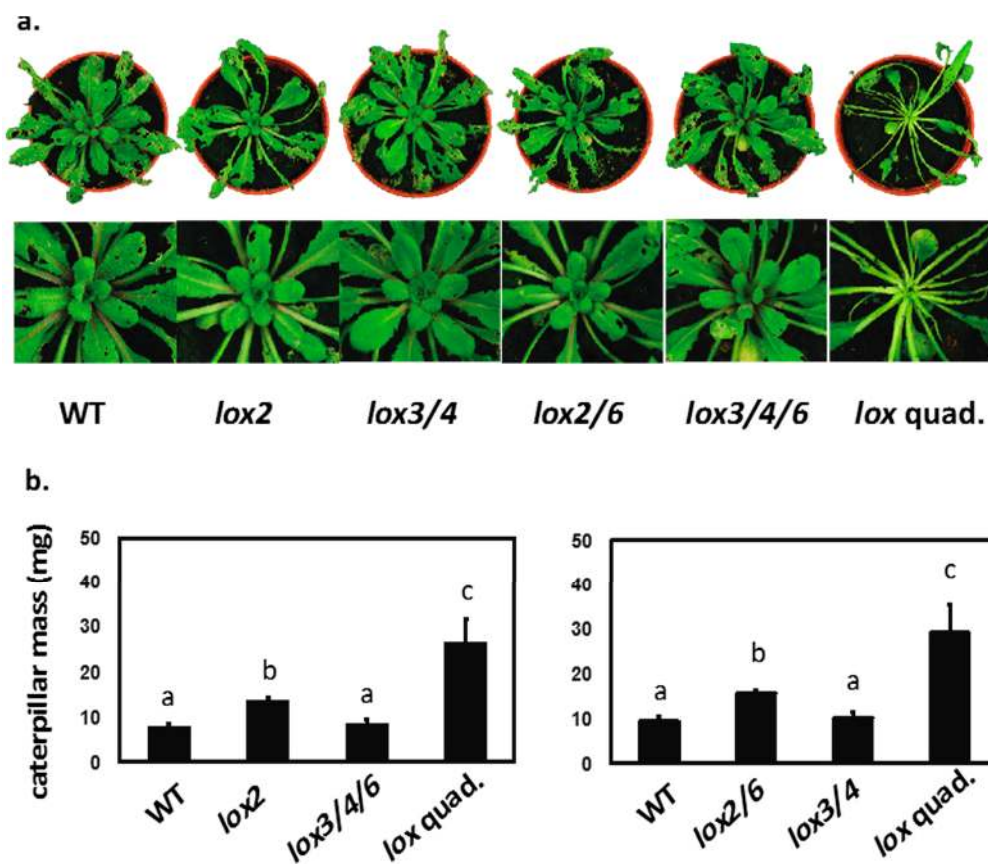 a.
WT lox2 lox3/4 lox2/6 lox3/4/6 lox quad.
b.
caterpillar mass (mg)
50
40
30
20
10
0
a b a c
WT lox2 lox3/4/6 lox quad.
50
40
30
20
10
0
a b a c
WT lox2/6 lox3/4 lox quad.